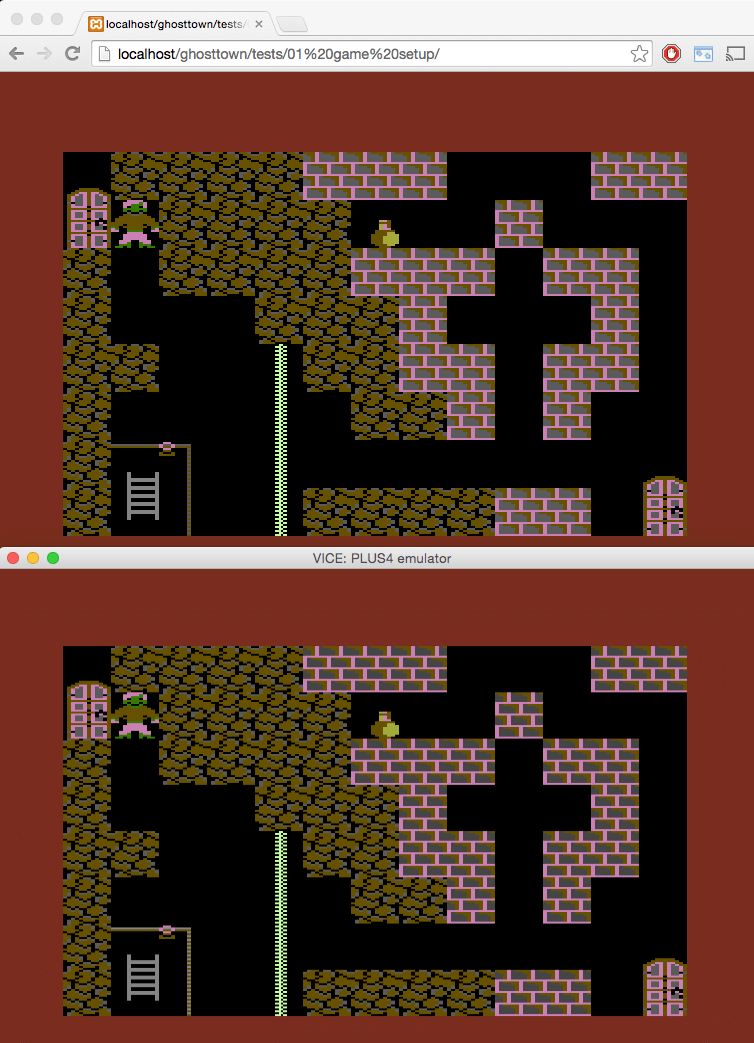 localhost/ghosttown/tests/
localhost/ghosttown/tests/01%20game%20setup/
VICE: PLUS4 emulator